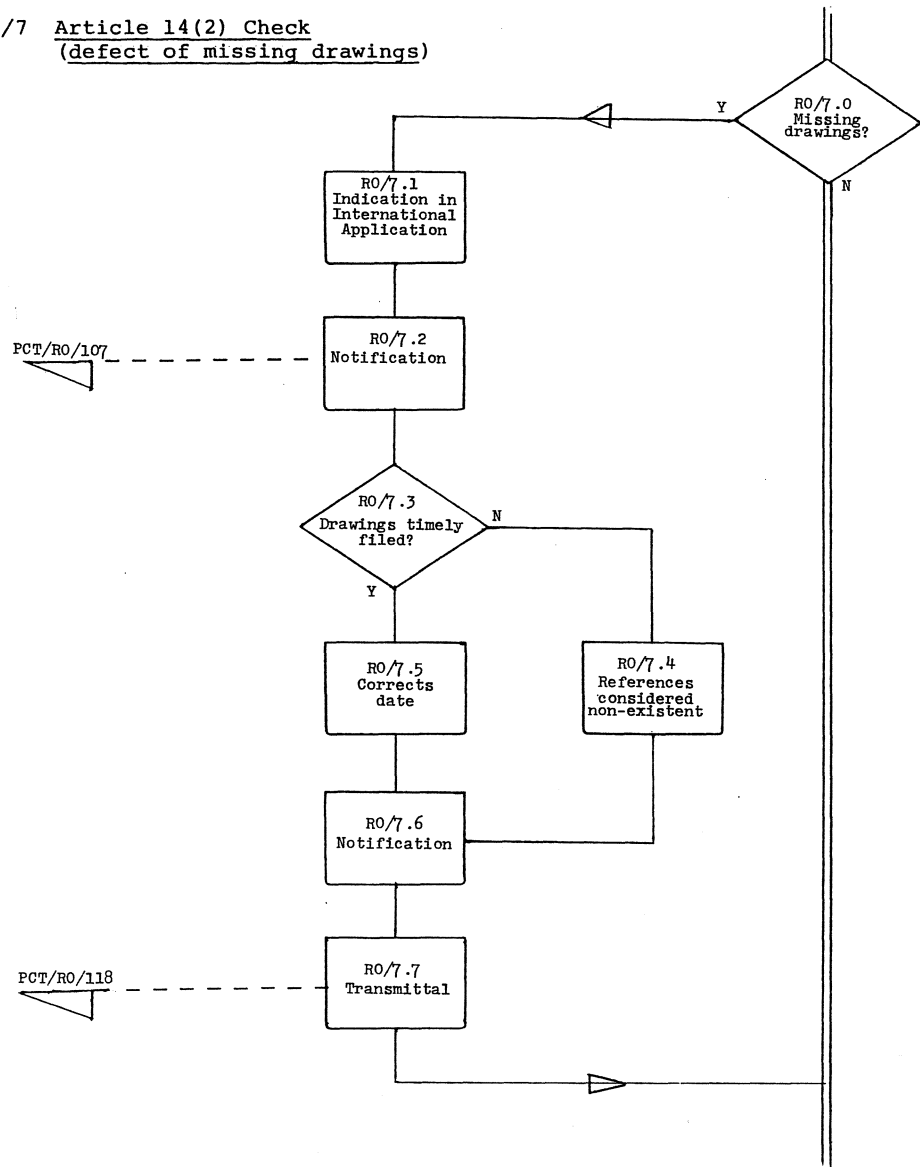 /7 Article 14(2) Check
(defect of missing drawings)
RO/7.0
Missing
drawings?
Y
N
RO/7.1
Indication in
International
Application
RO/7.2
Notification
PCT/RO/107
RO/7.3
Drawings timely
filed?
N
Y
RO/7.5
Corrects
date
RO/7.4
References
considered
non-existent
RO/7.6
Notification
RO/7.7
Transmittal
PCT/RO/118